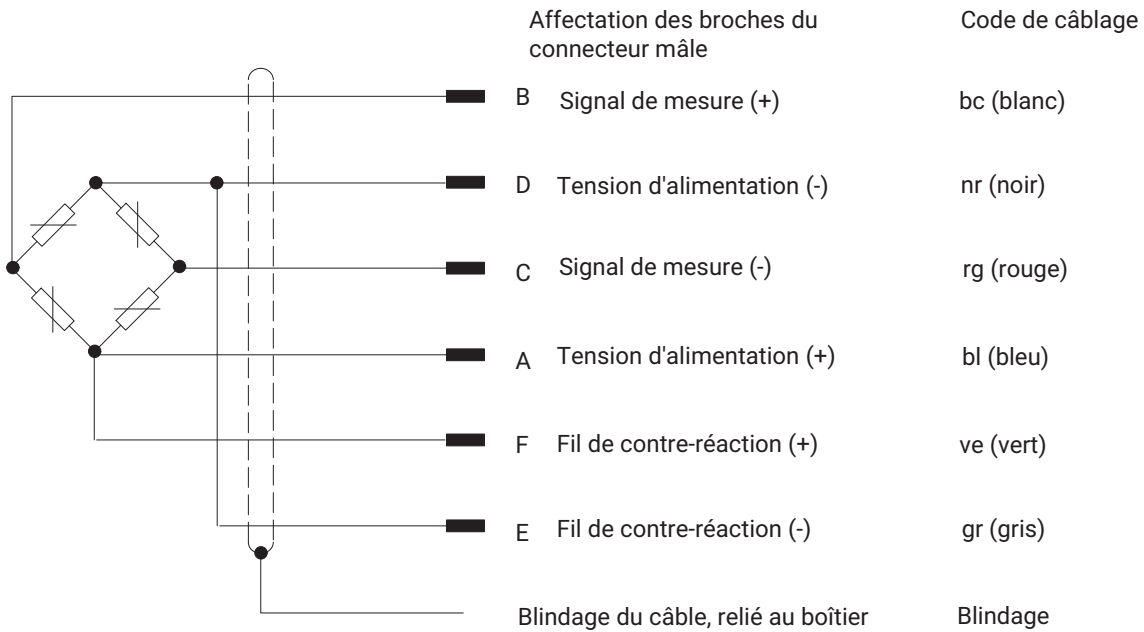 Affectation des broches du
connecteur mâle
Code de câblage
B Signal de mesure (+) bc (blanc)
D Tension d'alimentation (-) nr (noir)
C Signal de mesure (-) rg (rouge)
A Tension d'alimentation (+) bl (bleu)
F Fil de contre-réaction (+) ve (vert)
E Fil de contre-réaction (-) gr (gris)
Blindage du câble, relié au boîtier Blindage